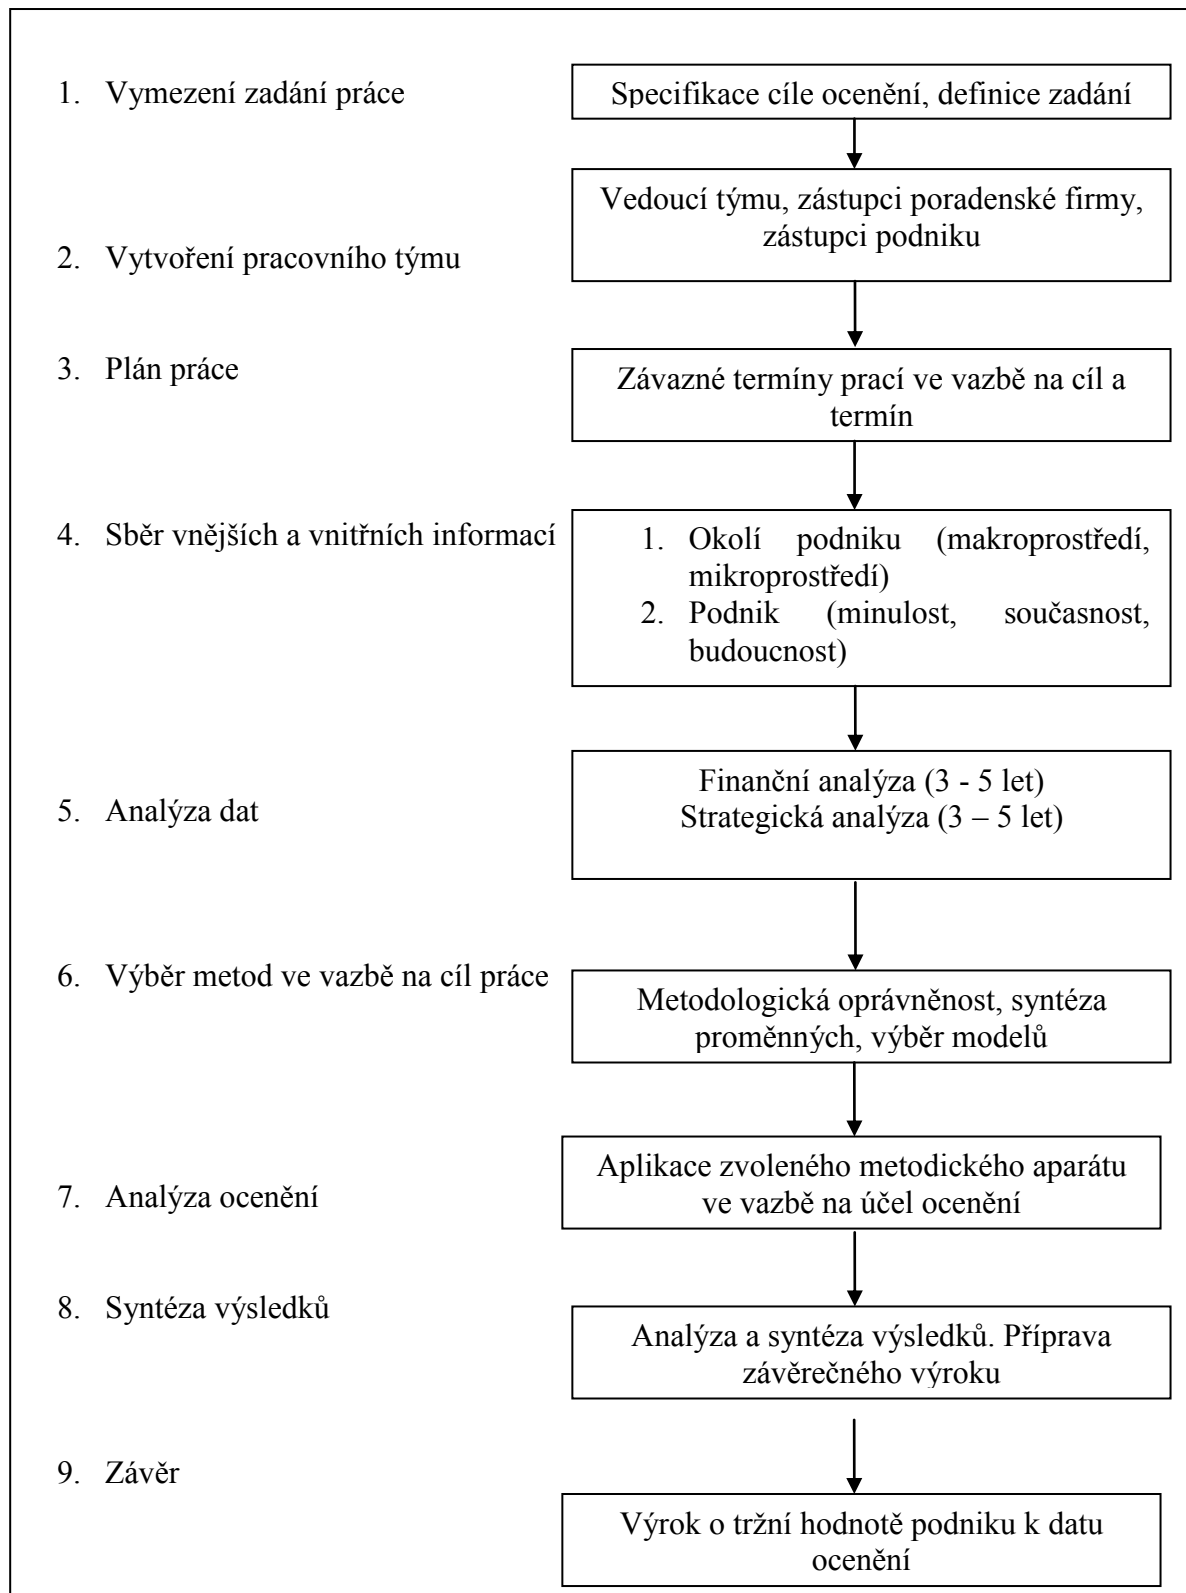 1. Vymezení zadání práce
Specifikace cíle ocenění, definice zadání
2. Vytvoření pracovního týmu
Vedoucí týmu, zástupci poradenské firmy,
zástupci podniku
3. Plán práce
Závazné termíny prací ve vazbě na cíl a
termín
4. Sběr vnějších a vnitřních informací
1. Okolí podniku (makroprostředí,
mikroprostředí)
2. Podnik (minulost, současnost,
budoucnost)
5. Analýza dat
Finanční analýza (3 - 5 let)
Strategická analýza (3 – 5 let)
6. Výběr metod ve vazbě na cíl práce
Metodologická oprávněnost, syntéza
proměnných, výběr modelů
7. Analýza ocenění
Aplikace zvoleného metodického aparátu
ve vazbě na účel ocenění
8. Syntéza výsledků
Analýza a syntéza výsledků. Příprava
závěrečného výroku
9. Závěr
Výrok o tržní hodnotě podniku k datu
ocenění